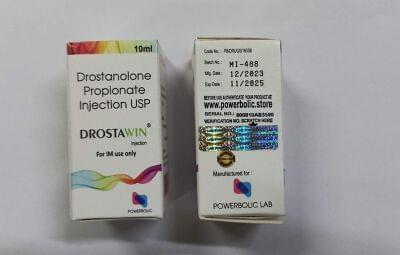 10ml
Drostanolone
Propionate
Injection USP
DROSTAWIN®
Injection
For IM use only
POWERBOLIC
Batch No.: MI-488
Mfg. Date: 12/2023
Exp Date: 11/2025
BEFORE USE AUTHENTICATE YOUR PRODUCT AT
www.powerbolic.store
VERIFICATION NO. SCRATCH HERE
Manufactured for:
POWERBOLIC LAB